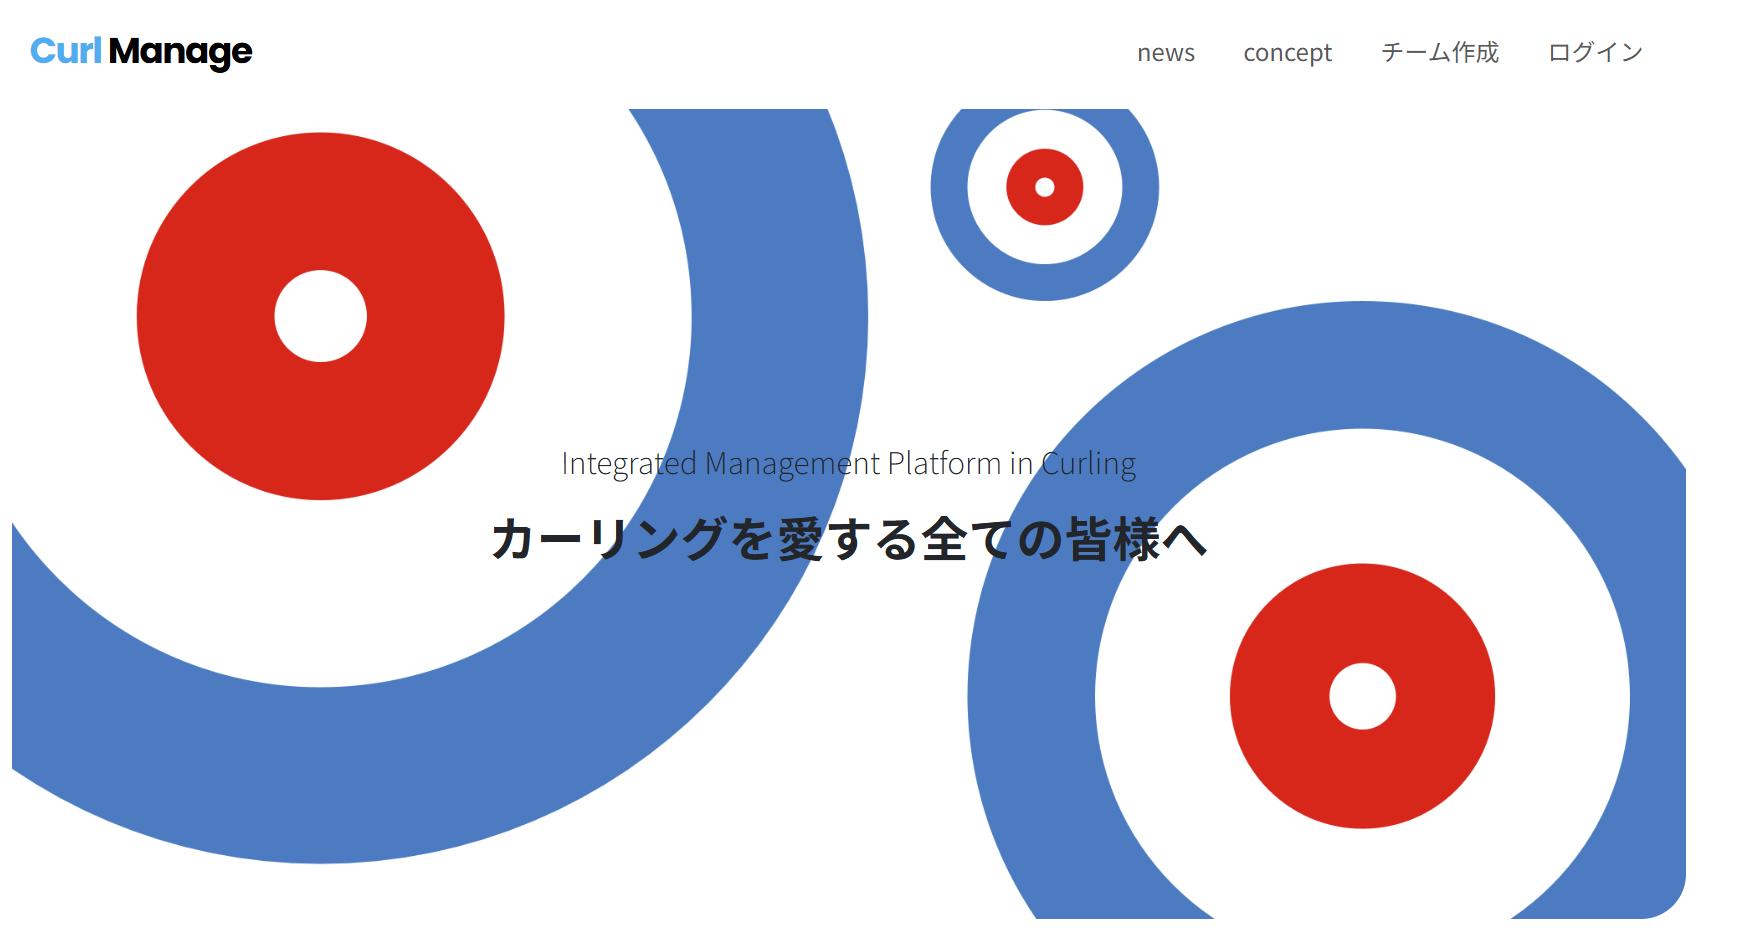 Curl Manage
news concept チーム作成 ログイン
Integrated Management Platform in Curling
カーリングを愛する全ての皆様へ